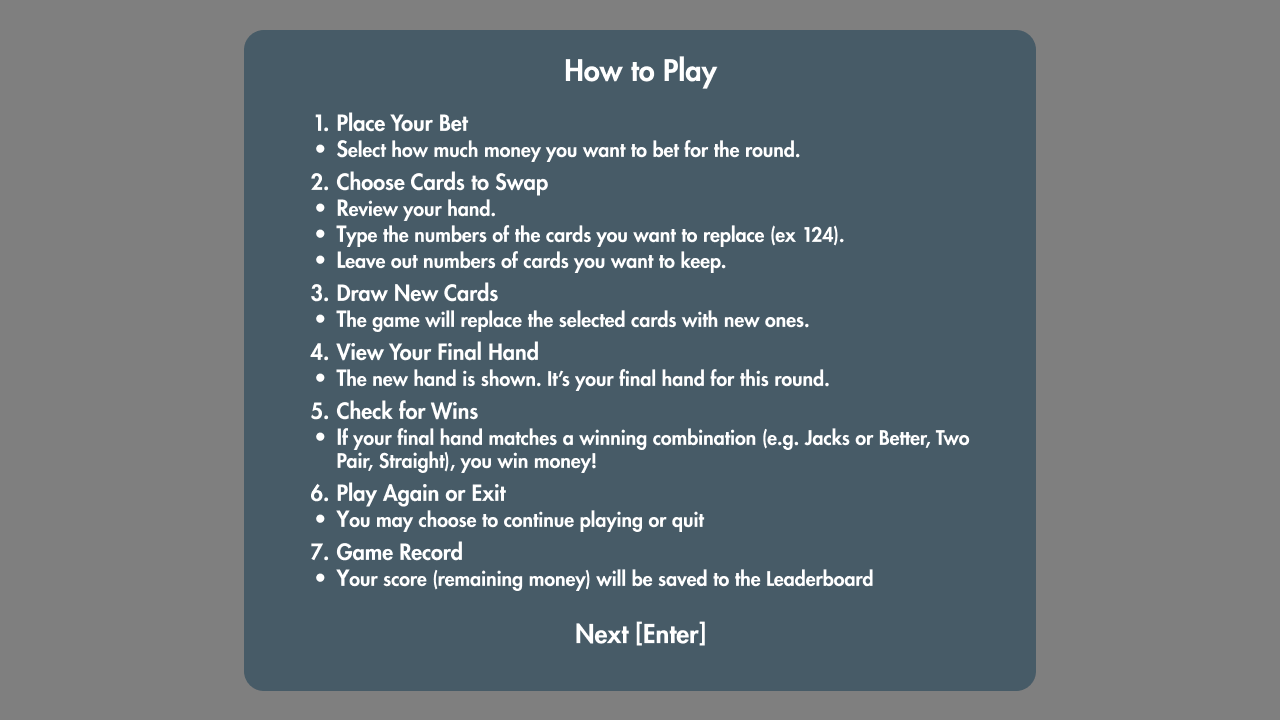 How to Play
1. Place Your Bet
• Select how much money you want to bet for the round.
2. Choose Cards to Swap
• Review your hand.
• Type the numbers of the cards you want to replace (ex 124).
• Leave out numbers of cards you want to keep.
3. Draw New Cards
• The game will replace the selected cards with new ones.
4. View Your Final Hand
• The new hand is shown. It’s your final hand for this round.
5. Check for Wins
• If your final hand matches a winning combination (e.g. Jacks or Better, Two
Pair, Straight), you win money!
6. Play Again or Exit
• You may choose to continue playing or quit
7. Game Record
• Your score (remaining money) will be saved to the Leaderboard
Next [Enter]